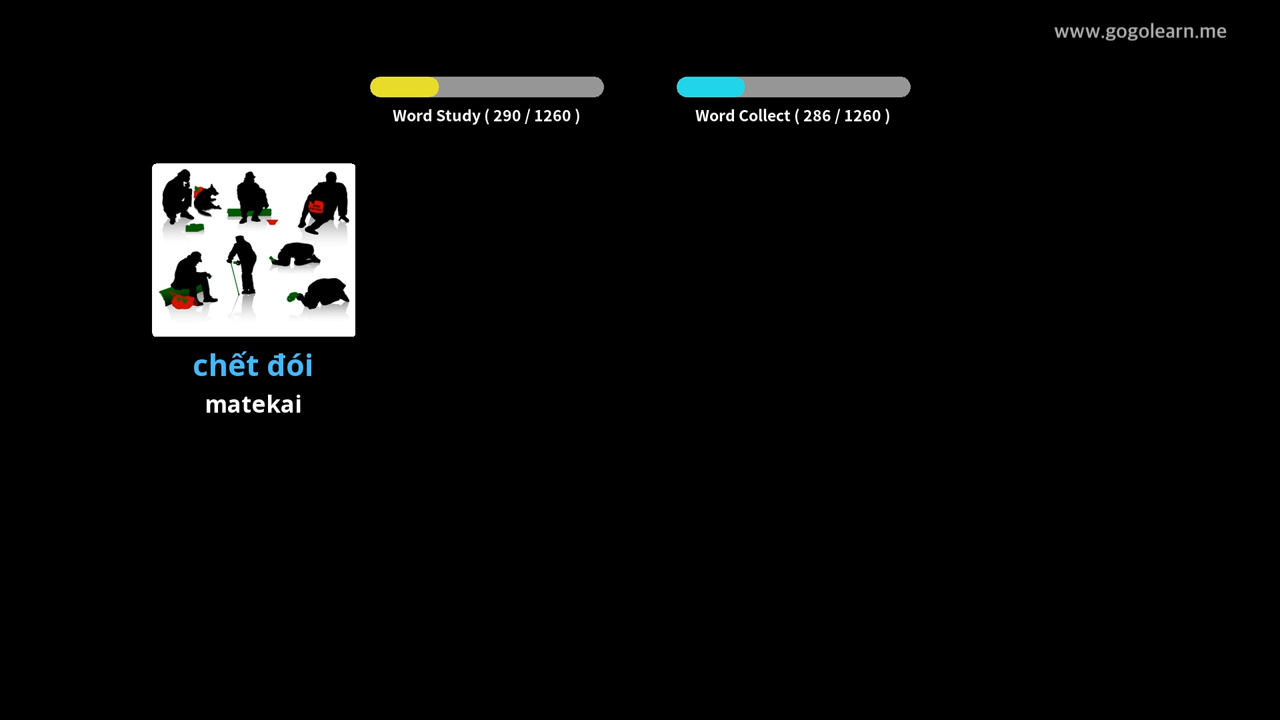 www.gogolearn.me
Word Study ( 290 / 1260 )
Word Collect ( 286 / 1260 )
chết đói
matekai